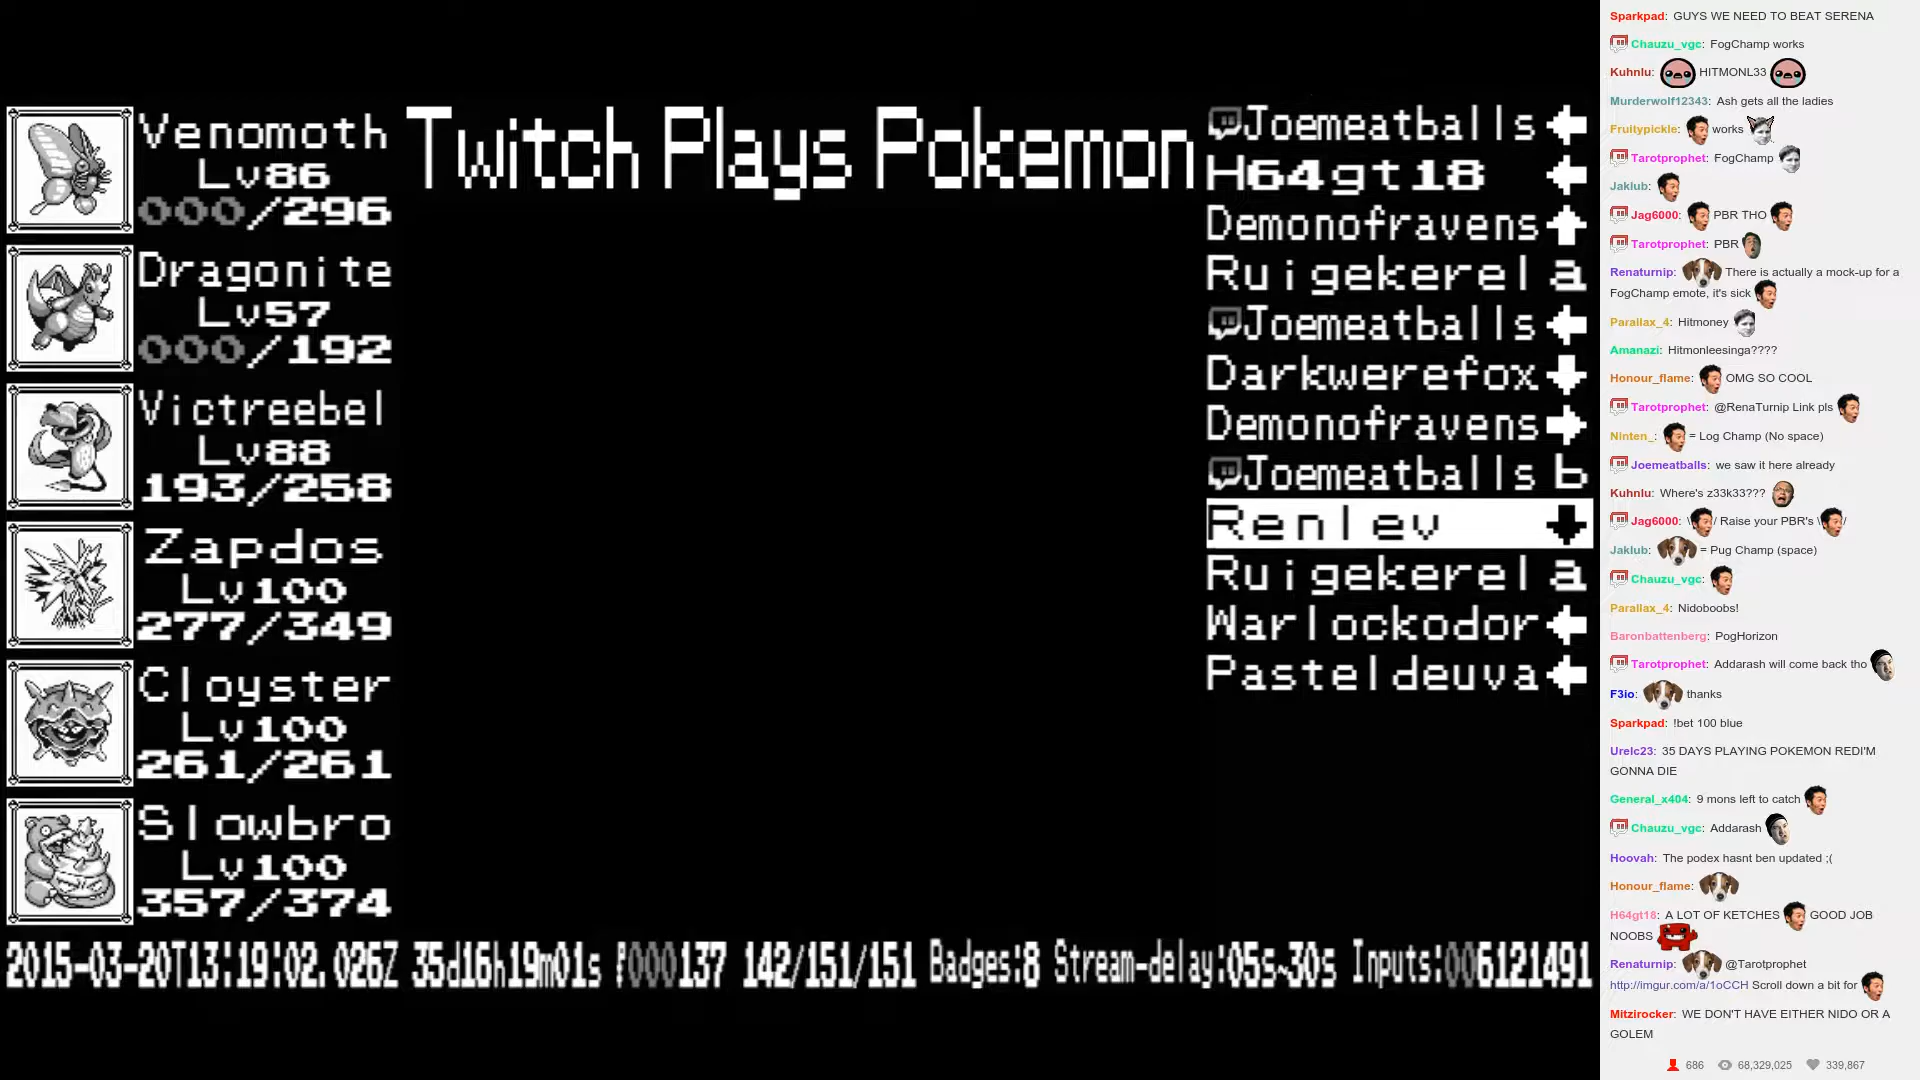 Venomoth
Lv86
000/296
Dragonite
Lv57
000/192
Victreebel
Lv88
193/258
Zapdos
Lv100
277/349
Cloyster
Lv100
261/261
Slowbro
Lv100
357/374
Twitch Plays Pokemon
Joemeatballs
H64gt18
Demonofravens
Ruigekerel a
Joemeatballs
Darkwerefox
Demonofravens
Joemeatballs b
Renlev
Ruigekerel a
Warlockodor
Pasteldeuva
2015-03-20T13:19:02.026Z 35d16h19m01s 000137 142/151/151 Badges:8 Stream-delay:05s~30s Inputs:006121491
Sparkpad: GUYS WE NEED TO BEAT SERENA
Chauzu_vgc: FogChamp works
Kuhnlu: HITMONL33
Murderwolf12343: Ash gets all the ladies
Fruitypickle: works
Tarotprophet: FogChamp
Jaklub:
Jag6000: PBR THO
Tarotprophet: PBR
Renaturnip: There is actually a mock-up for a
FogChamp emote, it's sick
Parallax_4: Hitmoney
Amanazi: Hitmonleesinga????
Honour_flame: OMG SO COOL
Tarotprophet: @RenaTurnip Link pls
Ninten_: = Log Champ (No space)
Joemeatballs: we saw it here already
Kuhnlu: Where's z33k33???
Jag6000: \ / Raise your PBR's \ /
Jaklub: = Pug Champ (space)
Chauzu_vgc:
Parallax_4: Nidoboobs!
Baronbattenberg: PogHorizon
Tarotprophet: Addarash will come back tho
F3io: thanks
Sparkpad: !bet 100 blue
Urelc23: 35 DAYS PLAYING POKEMON REDI'M
GONNA DIE
General_x404: 9 mons left to catch
Chauzu_vgc: Addarash
Hoovah: The podex hasnt ben updated ;(
Honour_flame:
H64gt18: A LOT OF KETCHES GOOD JOB
NOOBS
Renaturnip: @Tarotprophet
http://imgur.com/a/1oCCH Scroll down a bit for
Mitzirocker: WE DON'T HAVE EITHER NIDO OR A
GOLEM
686 68,329,025 339,867